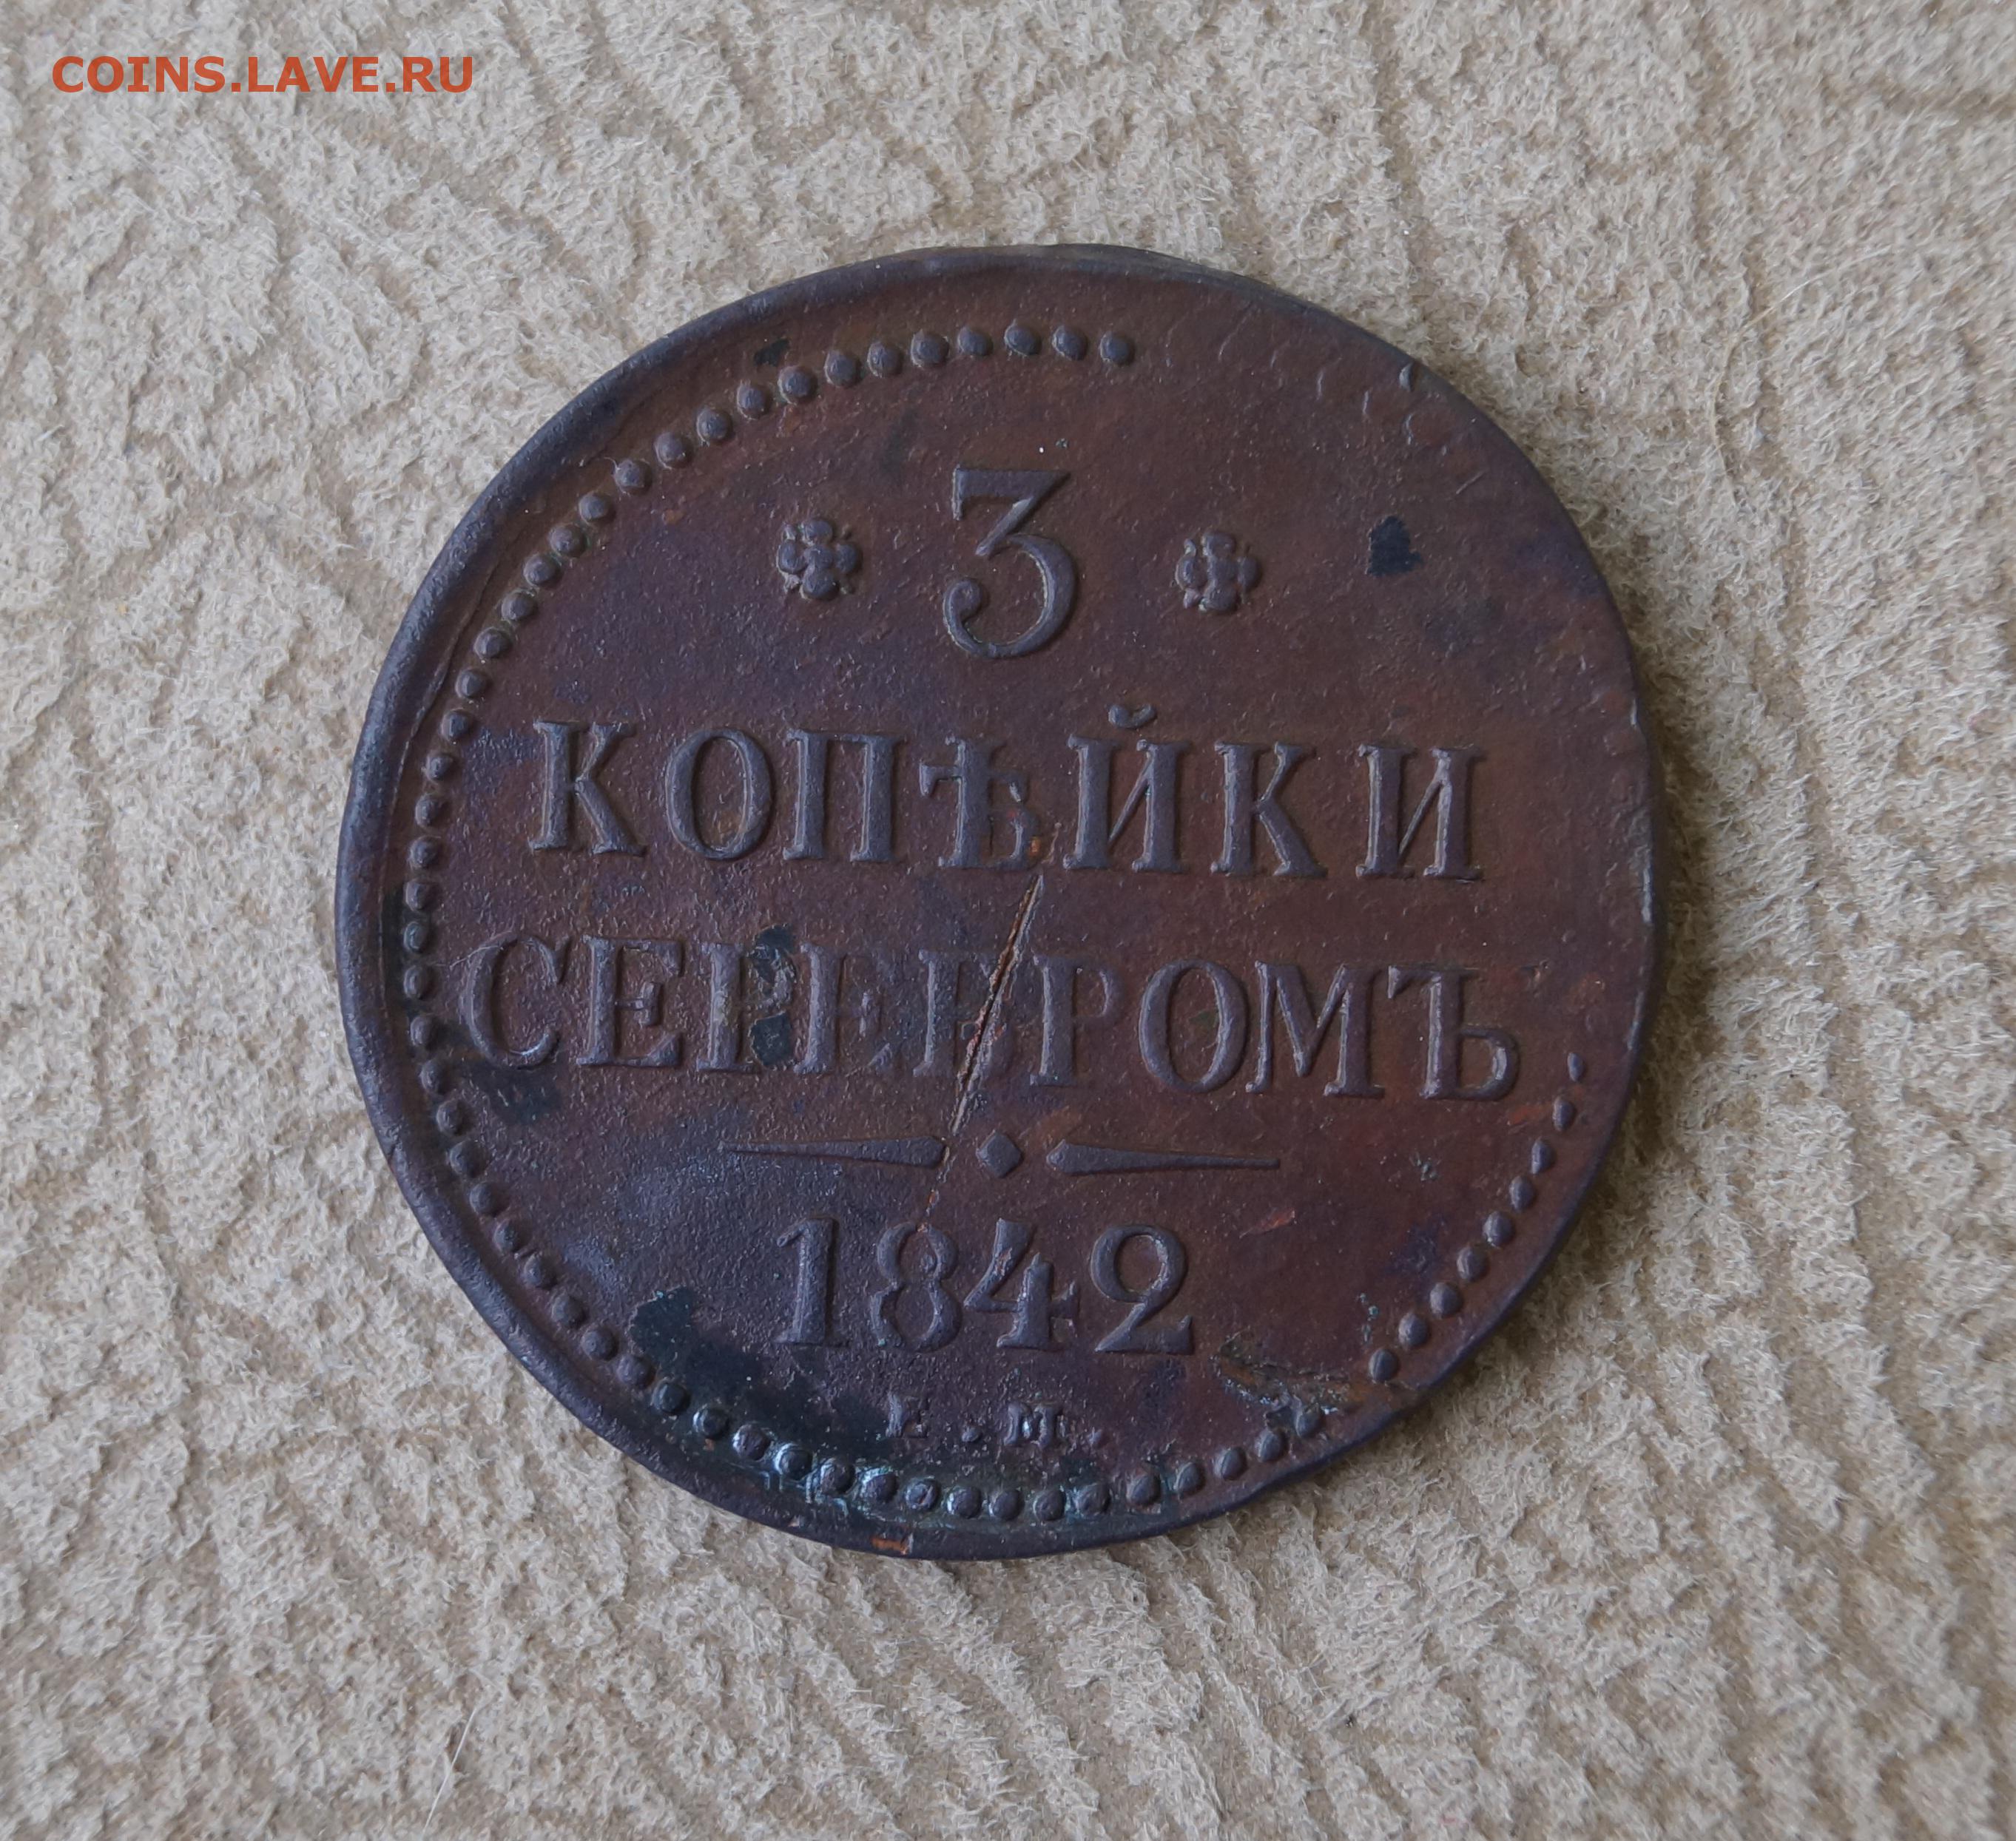 COINS.LAVE.RU
3
КОПѢЙКИ
СЕРЕБРОМЪ
1842
Е.М.